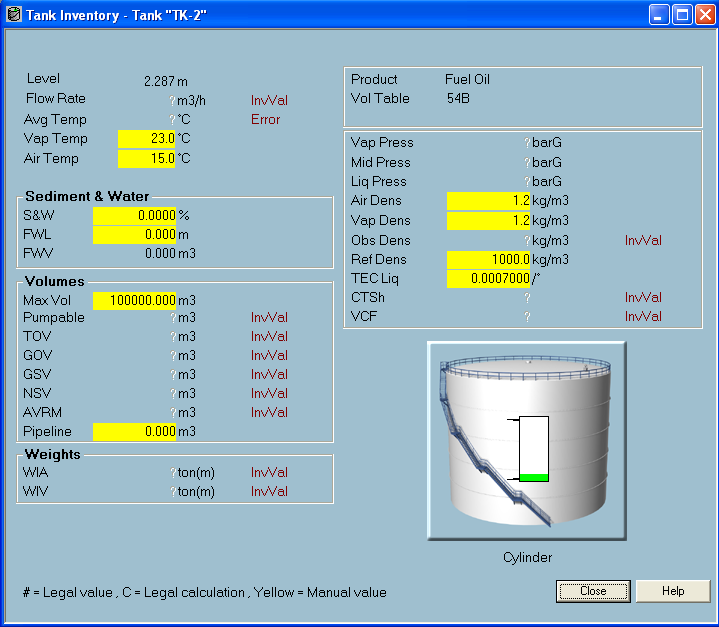 Tank Inventory - Tank "TK-2"
Level 2.287 m
Flow Rate ? m3/h InvVal
Avg Temp ? °C Error
Vap Temp 23.0 °C
Air Temp 15.0 °C
Sediment & Water
S&W 0.0000 %
FWL 0.000 m
FWV 0.000 m3
Volumes
Max Vol 100000.000 m3
Pumpable ? m3 InvVal
TOV ? m3 InvVal
GOV ? m3 InvVal
GSV ? m3 InvVal
NSV ? m3 InvVal
AVRM ? m3 InvVal
Pipeline 0.000 m3
Weights
WIA ? ton(m) InvVal
WIV ? ton(m) InvVal
Product Fuel Oil
Vol Table 54B
Vap Press ? barG
Mid Press ? barG
Liq Press ? barG
Air Dens 1.2 kg/m3
Vap Dens 1.2 kg/m3
Obs Dens ? kg/m3 InvVal
Ref Dens 1000.0 kg/m3
TEC Liq 0.0007000 /°
CTSh ? InvVal
VCF ? InvVal
Cylinder
# = Legal value , C = Legal calculation , Yellow = Manual value
Close Help